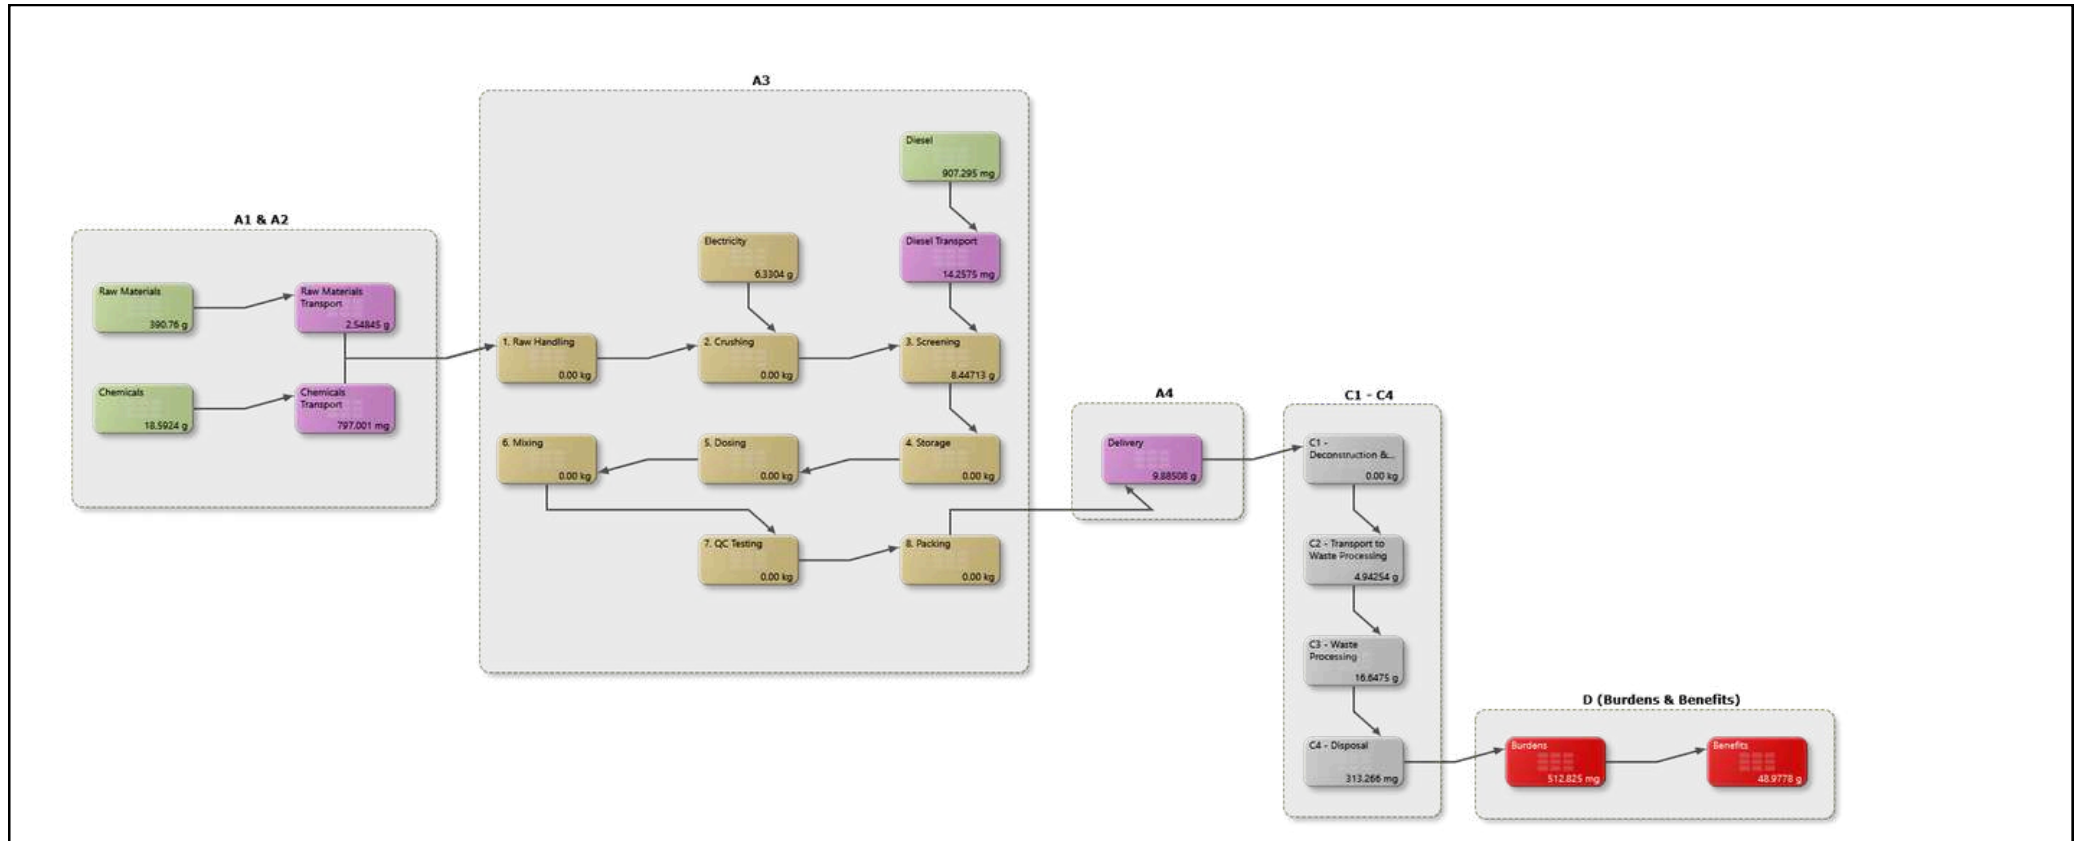 A1 & A2
Raw Materials
390.76 g
Raw Materials
Transport
2.54845 g
Chemicals
18.5924 g
Chemicals
Transport
797.001 mg
A3
Diesel
907.295 mg
Electricity
6.3304 g
Diesel Transport
14.2575 mg
1. Raw Handling
0.00 kg
2. Crushing
0.00 kg
3. Screening
8.44713 g
6. Mixing
0.00 kg
5. Dosing
0.00 kg
4. Storage
0.00 kg
7. QC Testing
0.00 kg
8. Packing
0.00 kg
A4
Delivery
9.88508 g
C1 - C4
C1 -
Deconstruction &...
0.00 kg
C2 - Transport to
Waste Processing
4.94254 g
C3 - Waste
Processing
16.6475 g
C4 - Disposal
313.266 mg
D (Burdens & Benefits)
Burdens
512.825 mg
Benefits
48.9778 g